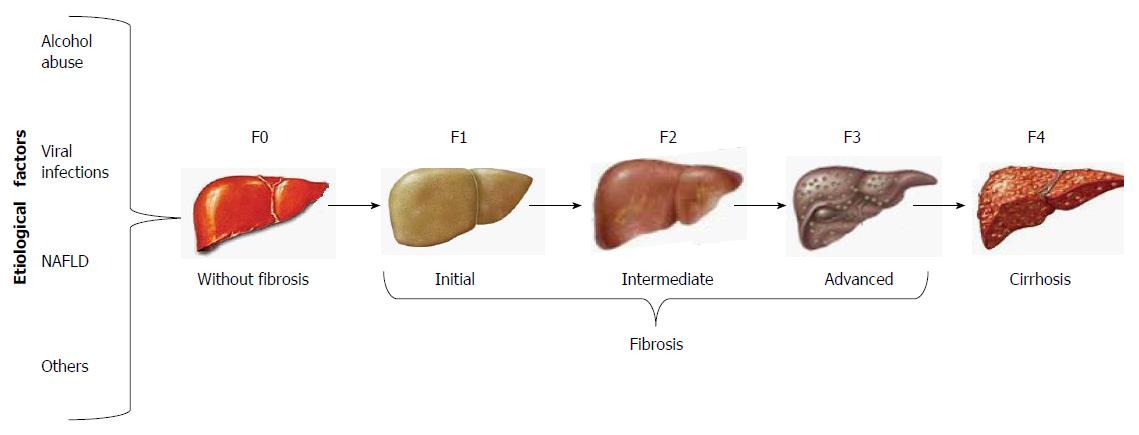 Etiological factors
Alcohol
abuse
Viral
infections
NAFLD
Others
F0
F1
F2
F3
F4
Without fibrosis
Initial
Intermediate
Advanced
Cirrhosis
Fibrosis